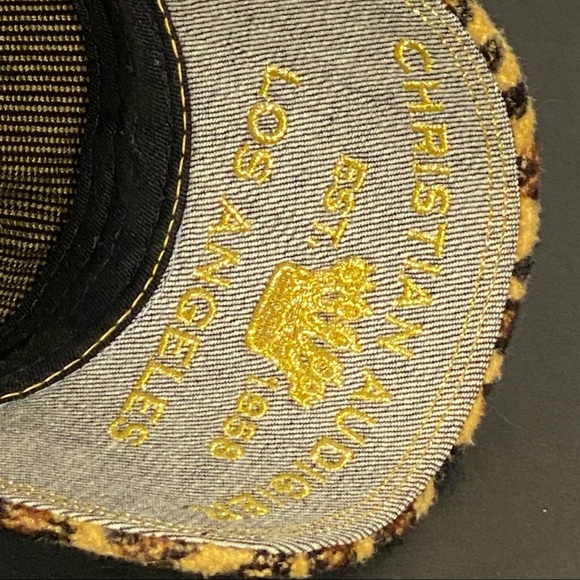 CHRISTIAN AUDIGIER
EST. 1958
LOS ANGELES